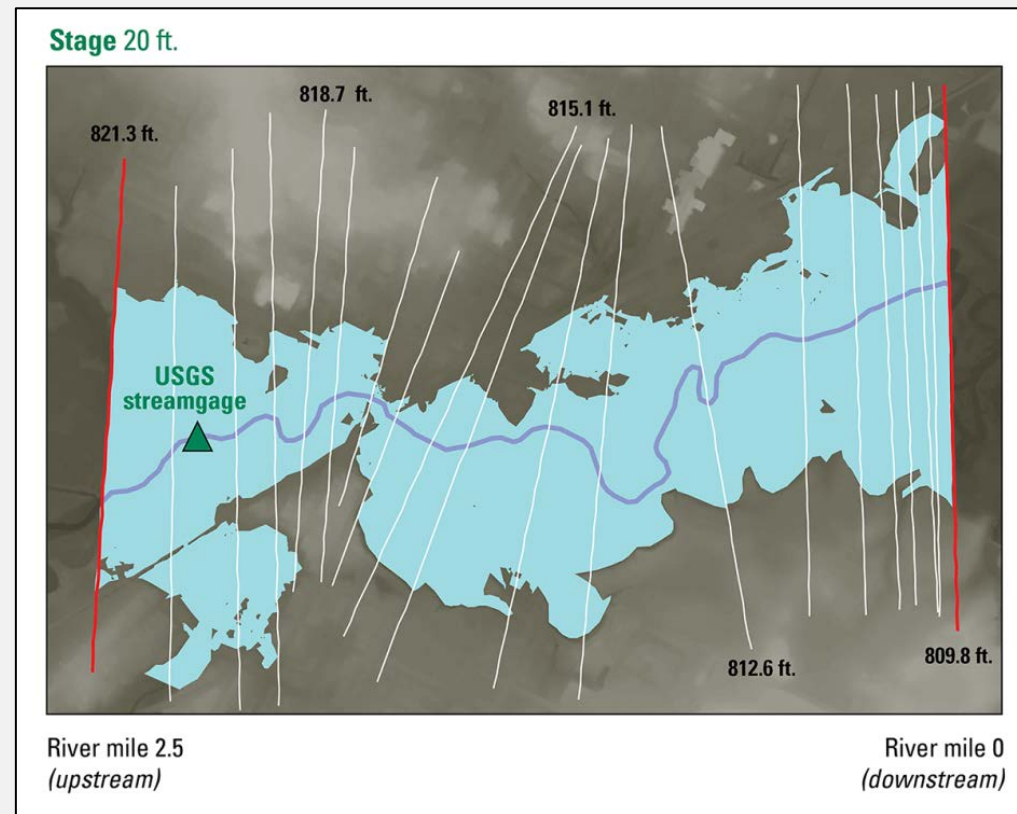 Stage 20 ft.
818.7 ft.
815.1 ft.
821.3 ft.
USGS
streamgage
812.6 ft.
809.8 ft.
River mile 2.5
(upstream)
River mile 0
(downstream)